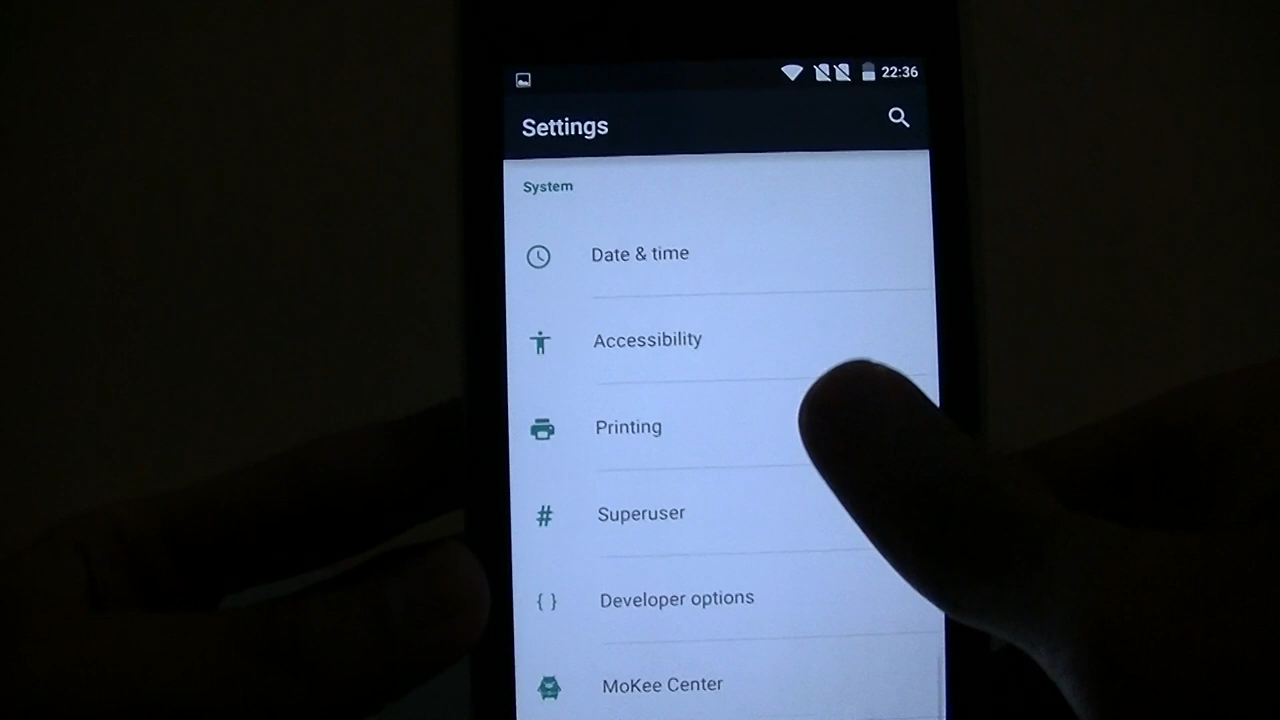 22:36
Settings
System
Date & time
Accessibility
Printing
# Superuser
{ } Developer options
MoKee Center